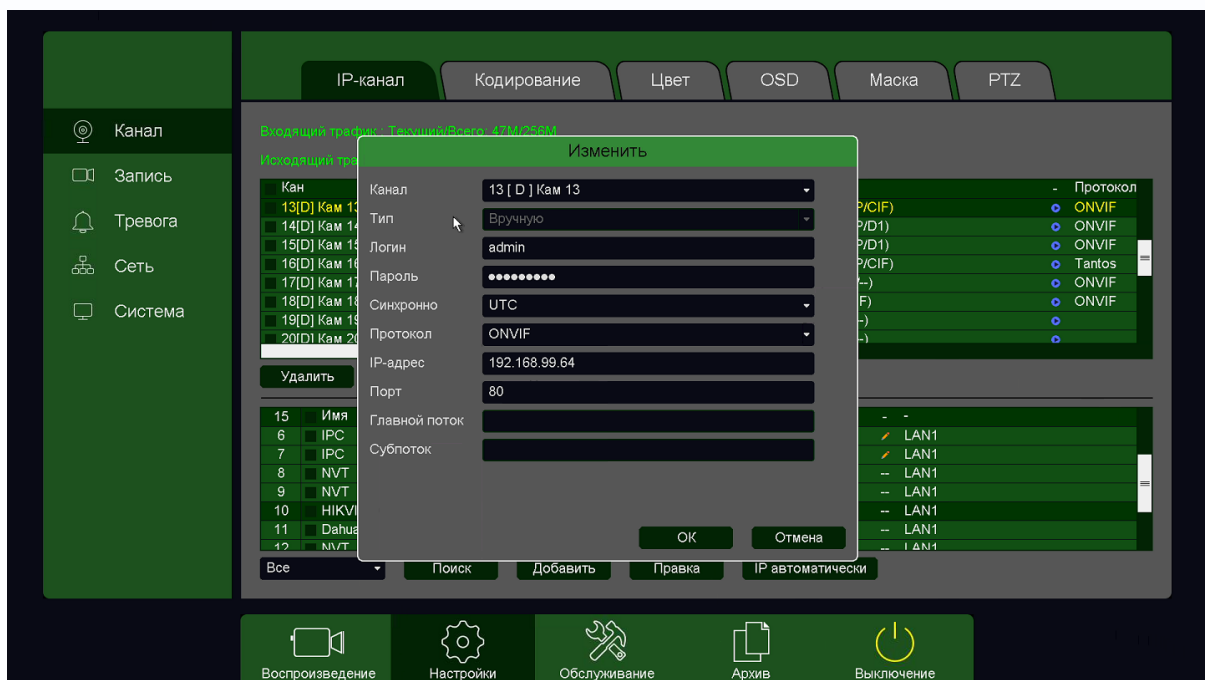 IP-канал Кодирование Цвет OSD Маска PTZ
Канал
Запись
Тревога
Сеть
Система
Входящий трафик : Текущий/Всего: 47M/256M
Исходящий тра
Кан - Протокол
13[D] Кам 13 P/CIF) ONVIF
14[D] Кам 14 P/D1) ONVIF
15[D] Кам 15 P/D1) ONVIF
16[D] Кам 16 P/CIF) Tantos
17[D] Кам 17 /--) ONVIF
18[D] Кам 18 F) ONVIF
19[D] Кам 19 --)
20[D] Кам 20 --)
Удалить
Изменить
Канал 13 [ D ] Кам 13
Тип Вручную
Логин admin
Пароль ●●●●●●●●●
Синхронно UTC
Протокол ONVIF
IP-адрес 192.168.99.64
Порт 80
Главной поток
Субпоток
ОК Отмена
15 Имя - -
6 IPC LAN1
7 IPC LAN1
8 NVT -- LAN1
9 NVT -- LAN1
10 HIKVI -- LAN1
11 Dahua -- LAN1
12 NVT -- LAN1
Все Поиск Добавить Правка IP автоматически
Воспроизведение Настройки Обслуживание Архив Выключение